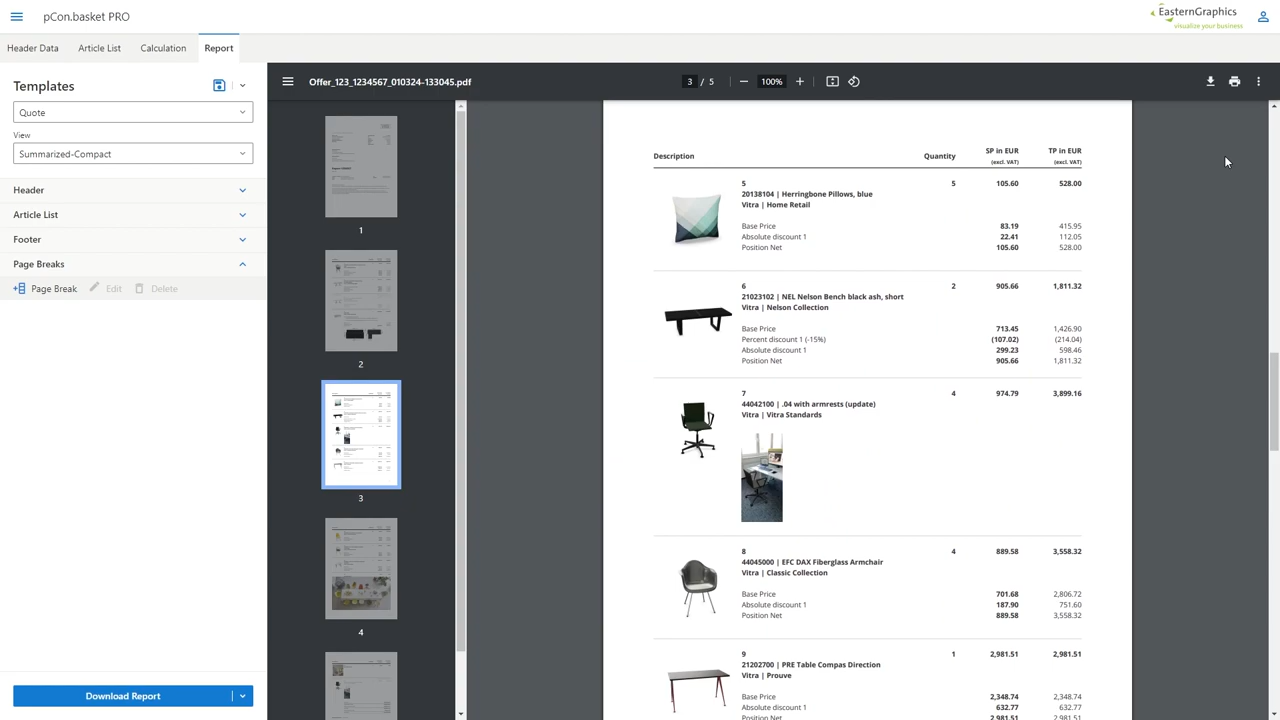 pCon.basket PRO
EasternGraphics
visualize your business
Header Data
Article List
Calculation
Report
Templates
Quote
View
Summarized-Compact
Header
Article List
Footer
Page Breaks
Page Break
Edit
Delete
Download Report
Offer_123_1234567_010324-133045.pdf
3 / 5
100%
1
2
3
4
Description Quantity SP in EUR (excl. VAT) TP in EUR (excl. VAT)
5 5 105.60 528.00
20138104 | Herringbone Pillows, blue
Vitra | Home Retail
Base Price 83.19 415.95
Absolute discount 1 22.41 112.05
Position Net 105.60 528.00
6 2 905.66 1,811.32
21023102 | NEL Nelson Bench black ash, short
Vitra | Nelson Collection
Base Price 713.45 1,426.90
Percent discount 1 (-15%) (107.02) (214.04)
Absolute discount 1 299.23 598.46
Position Net 905.66 1,811.32
7 4 974.79 3,899.16
44042100 | .04 with armrests (update)
Vitra | Vitra Standards
8 4 889.58 3,558.32
44045000 | EFC DAX Fiberglass Armchair
Vitra | Classic Collection
Base Price 701.68 2,806.72
Absolute discount 1 187.90 751.60
Position Net 889.58 3,558.32
9 1 2,981.51 2,981.51
21202700 | PRE Table Compas Direction
Vitra | Prouve
Base Price 2,348.74 2,348.74
Absolute discount 1 632.77 632.77
Position Net 2,981.51 2,981.51